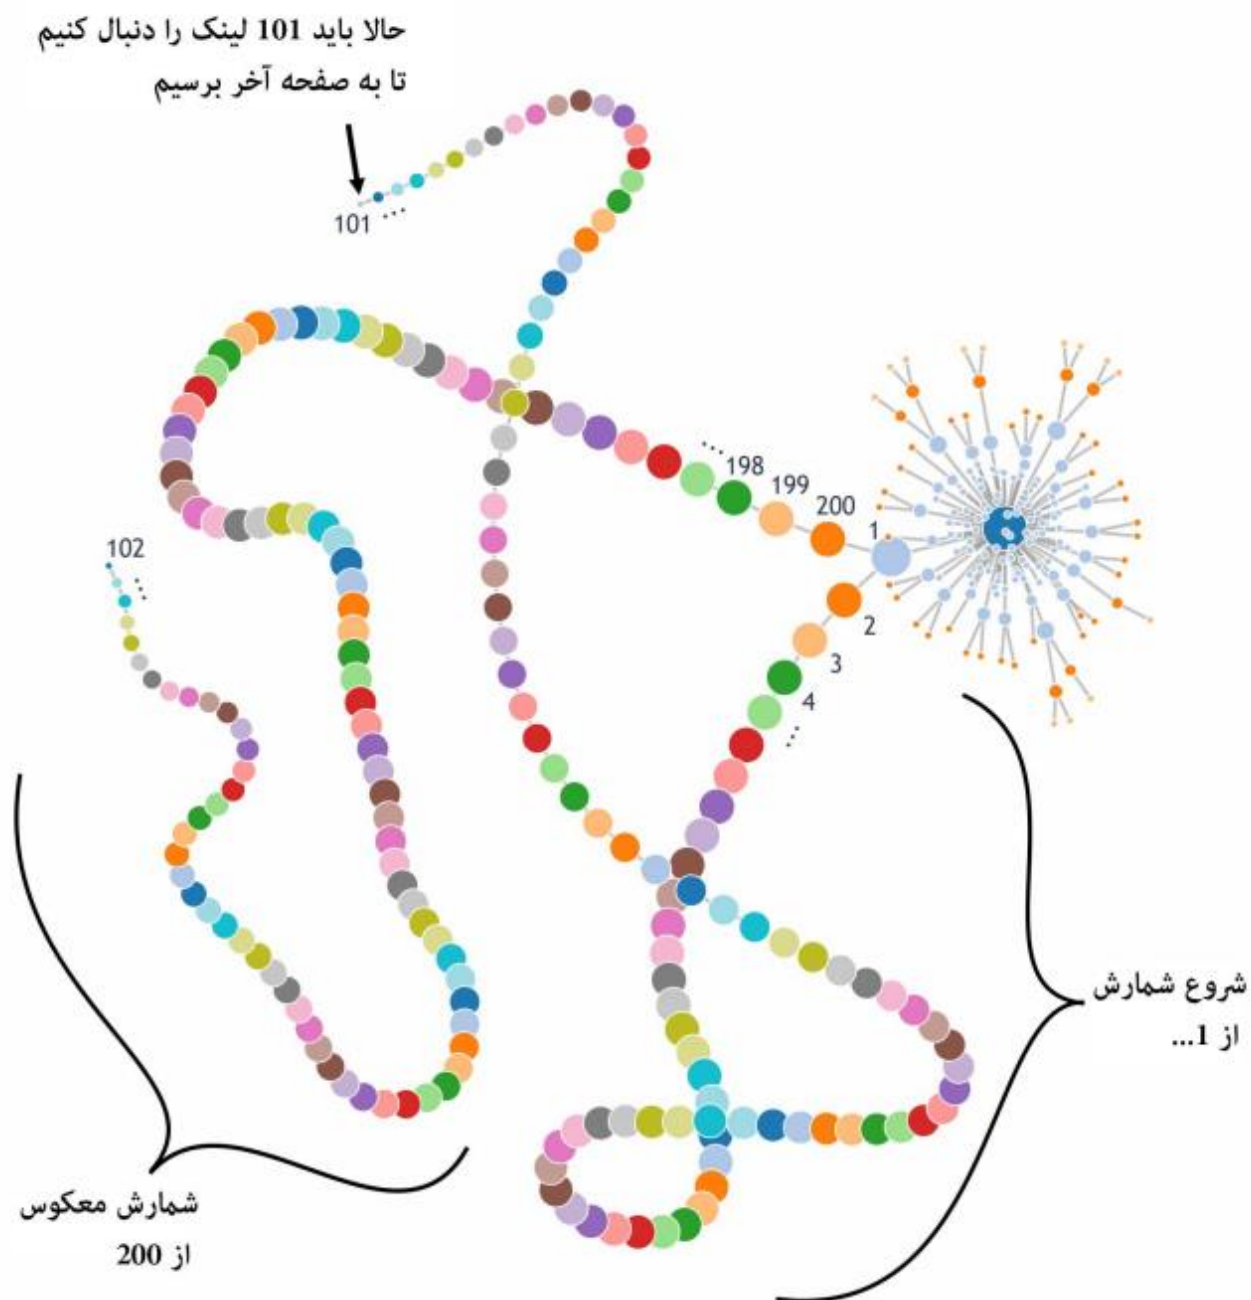 حالا باید 101 لینک را دنبال کنیم
تا به صفحه آخر برسیم
101
...
...
198
199
200
1
102
...
2
3
4
...
شروع شمارش
از 1...
شمارش معکوس
از 200